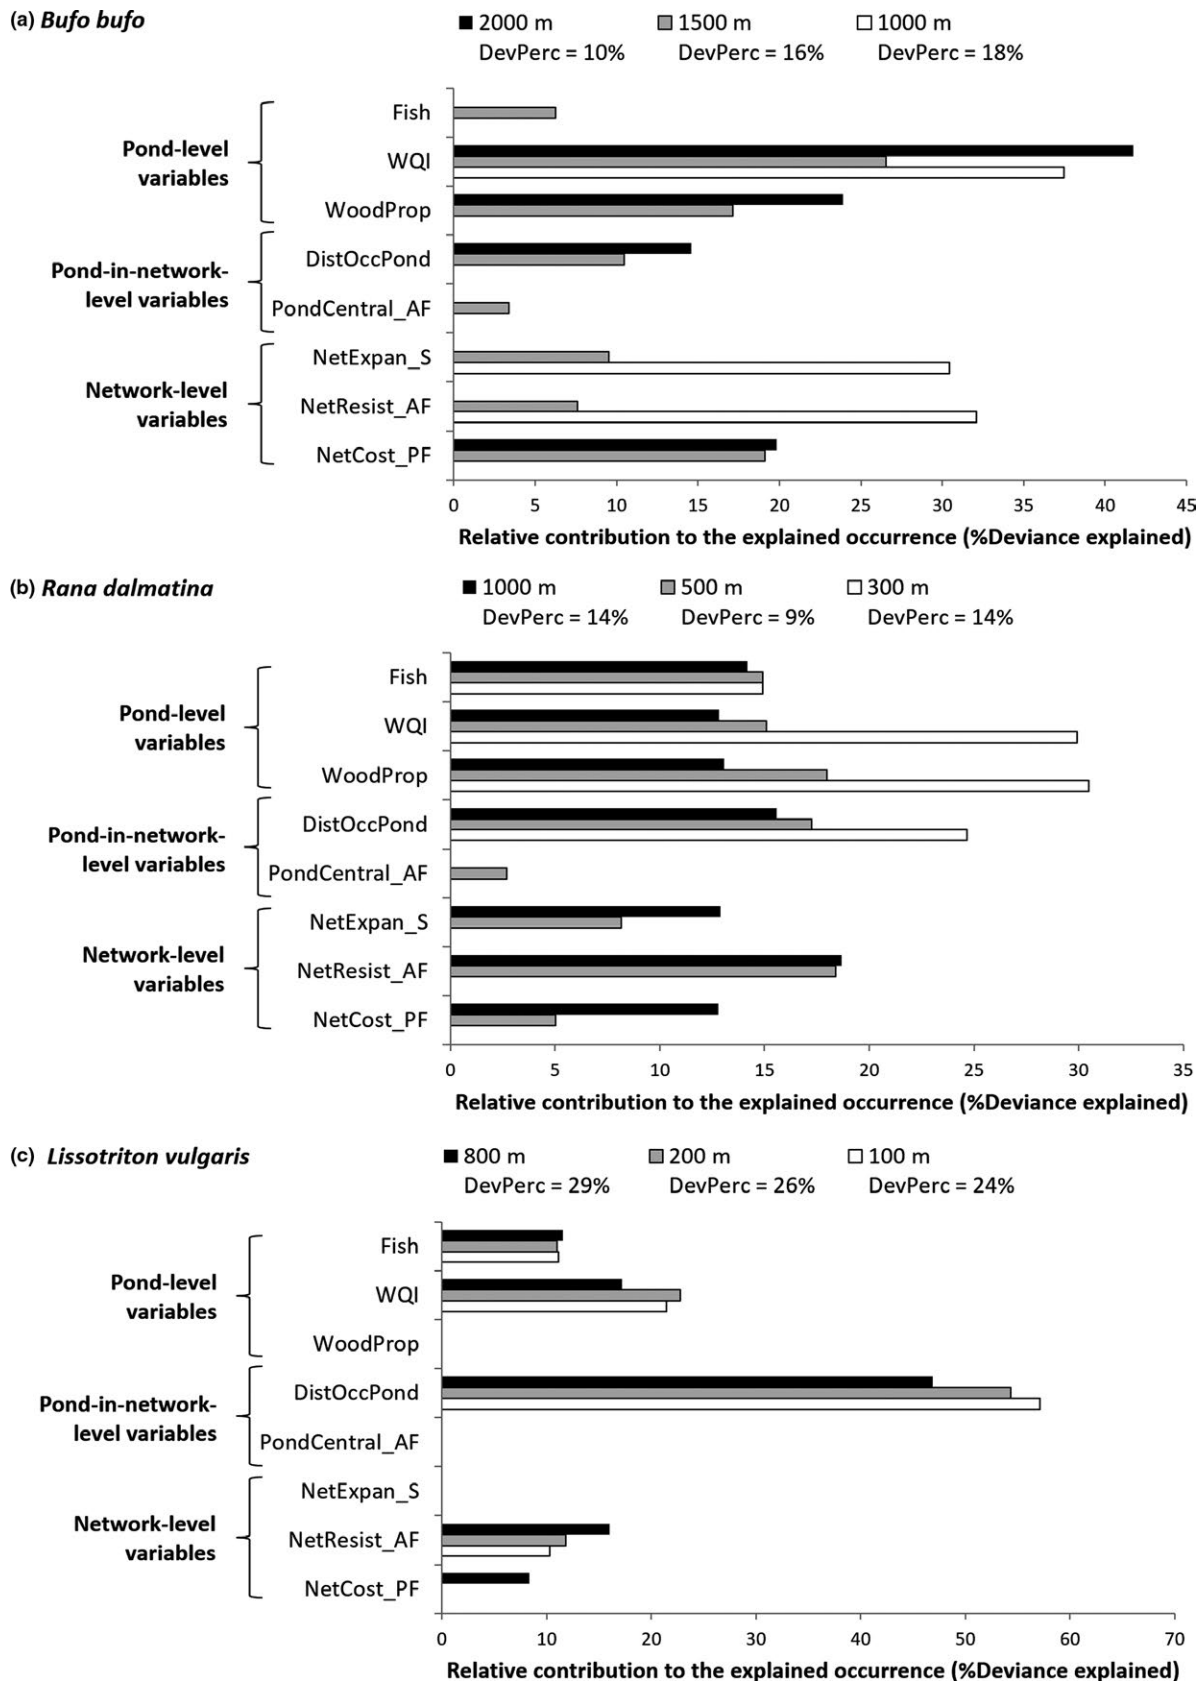 (a) Bufo bufo
2000 m 1500 m 1000 m
DevPerc = 10% DevPerc = 16% DevPerc = 18%
Fish
Pond-level
variables
WQI
WoodProp
DistOccPond
Pond-in-network-
level variables
PondCentral_AF
NetExpan_S
Network-level
variables
NetResist_AF
NetCost_PF
0 5 10 15 20 25 30 35 40 45
Relative contribution to the explained occurrence (%Deviance explained)
(b) Rana dalmatina
1000 m 500 m 300 m
DevPerc = 14% DevPerc = 9% DevPerc = 14%
Fish
Pond-level
variables
WQI
WoodProp
DistOccPond
Pond-in-network-
level variables
PondCentral_AF
NetExpan_S
Network-level
variables
NetResist_AF
NetCost_PF
0 5 10 15 20 25 30 35
Relative contribution to the explained occurrence (%Deviance explained)
(c) Lissotriton vulgaris
800 m 200 m 100 m
DevPerc = 29% DevPerc = 26% DevPerc = 24%
Fish
Pond-level
variables
WQI
WoodProp
DistOccPond
Pond-in-network-
level variables
PondCentral_AF
NetExpan_S
Network-level
variables
NetResist_AF
NetCost_PF
0 10 20 30 40 50 60 70
Relative contribution to the explained occurrence (%Deviance explained)